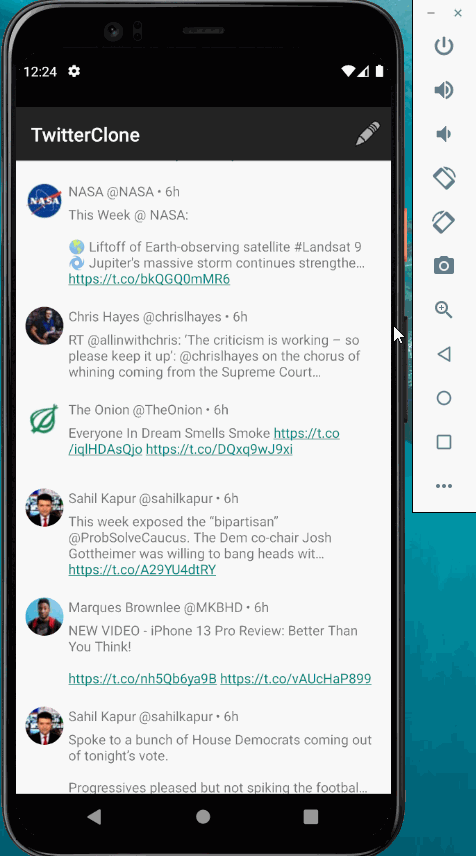 12:24
TwitterClone
NASA @NASA • 6h
NASA
This Week @ NASA:
🌎 Liftoff of Earth-observing satellite #Landsat 9
🌀 Jupiter's massive storm continues strengthe…
https://t.co/bkQGQ0mMR6
Chris Hayes @chrislhayes • 6h
RT @allinwithchris: 'The criticism is working – so
please keep it up': @chrislhayes on the chorus of
whining coming from the Supreme Court…
The Onion @TheOnion • 6h
Everyone In Dream Smells Smoke https://t.co
/iqlHDAsQjo https://t.co/DQxq9wJ9xi
Sahil Kapur @sahilkapur • 6h
This week exposed the “bipartisan”
@ProbSolveCaucus. The Dem co-chair Josh
Gottheimer was willing to bang heads wit…
https://t.co/A29YU4dtRY
Marques Brownlee @MKBHD • 6h
NEW VIDEO - iPhone 13 Pro Review: Better Than
You Think!
https://t.co/nh5Qb6ya9B https://t.co/vAUcHaP899
Sahil Kapur @sahilkapur • 6h
Spoke to a bunch of House Democrats coming out
of tonight’s vote.
Progressives pleased but not spiking the footbal…